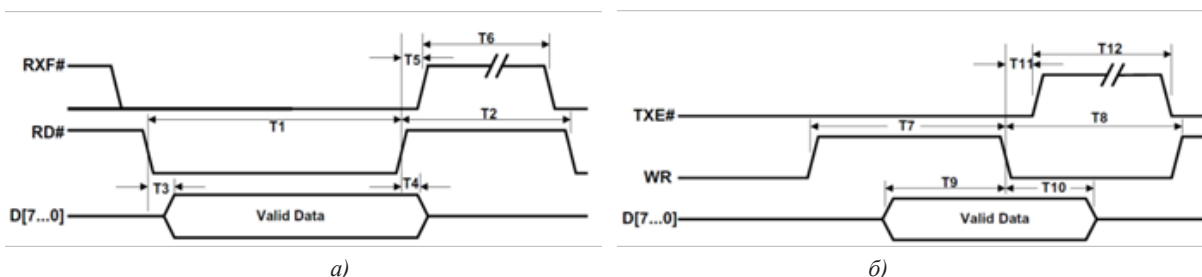 T6
T5
RXF#
T1
T2
RD#
T3
T4
D[7...0]
Valid Data
а)
T12
T11
TXE#
T7
T8
WR
T9
T10
D[7...0]
Valid Data
б)